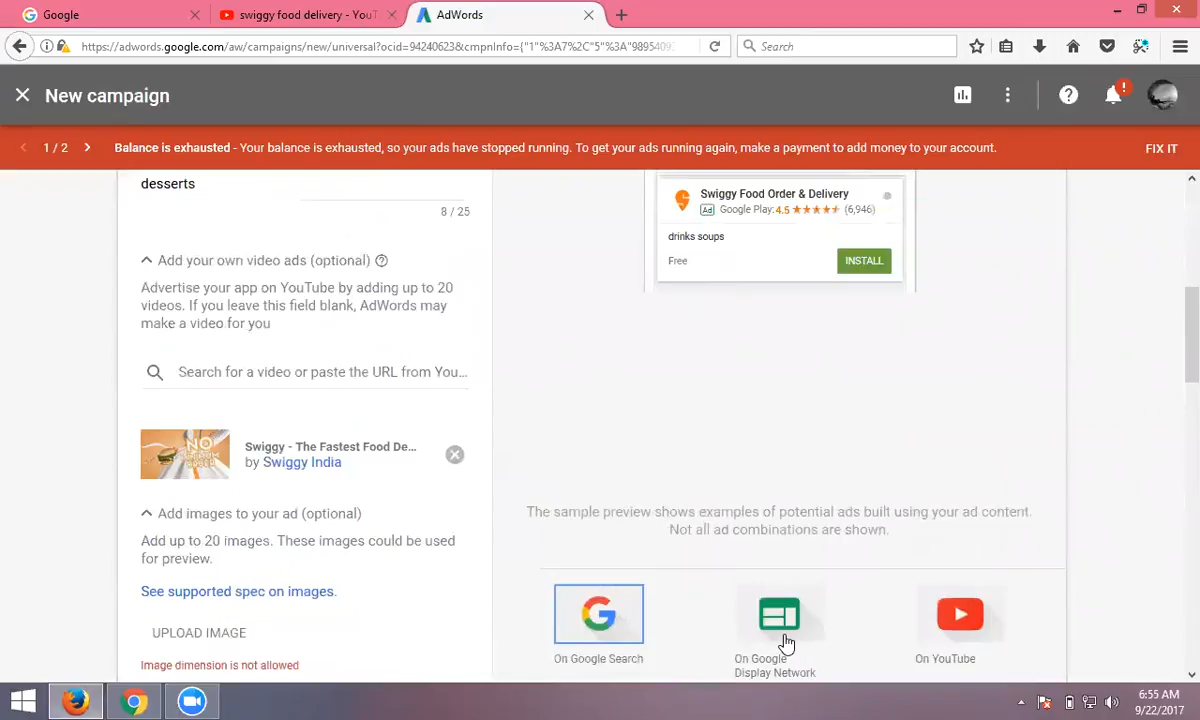 Google
swiggy food delivery - YouT
AdWords
https://adwords.google.com/aw/campaigns/new/universal?ocid=94240623&cmpnInfo={"1"%3A7%2C"5"%3A"989540
Search
New campaign
!
1 / 2
Balance is exhausted - Your balance is exhausted, so your ads have stopped running. To get your ads running again, make a payment to add money to your account.
FIX IT
desserts
8 / 25
Add your own video ads (optional)
Advertise your app on YouTube by adding up to 20
videos. If you leave this field blank, AdWords may
make a video for you
Search for a video or paste the URL from You...
NO
Swiggy - The Fastest Food De...
by Swiggy India
Add images to your ad (optional)
Add up to 20 images. These images could be used
for preview.
See supported spec on images.
UPLOAD IMAGE
Image dimension is not allowed
Swiggy Food Order & Delivery
Ad Google Play: 4.5 ★★★★★ (6,946)
drinks soups
Free
INSTALL
The sample preview shows examples of potential ads built using your ad content.
Not all ad combinations are shown.
On Google Search
On Google
Display Network
On YouTube
6:55 AM
9/22/2017